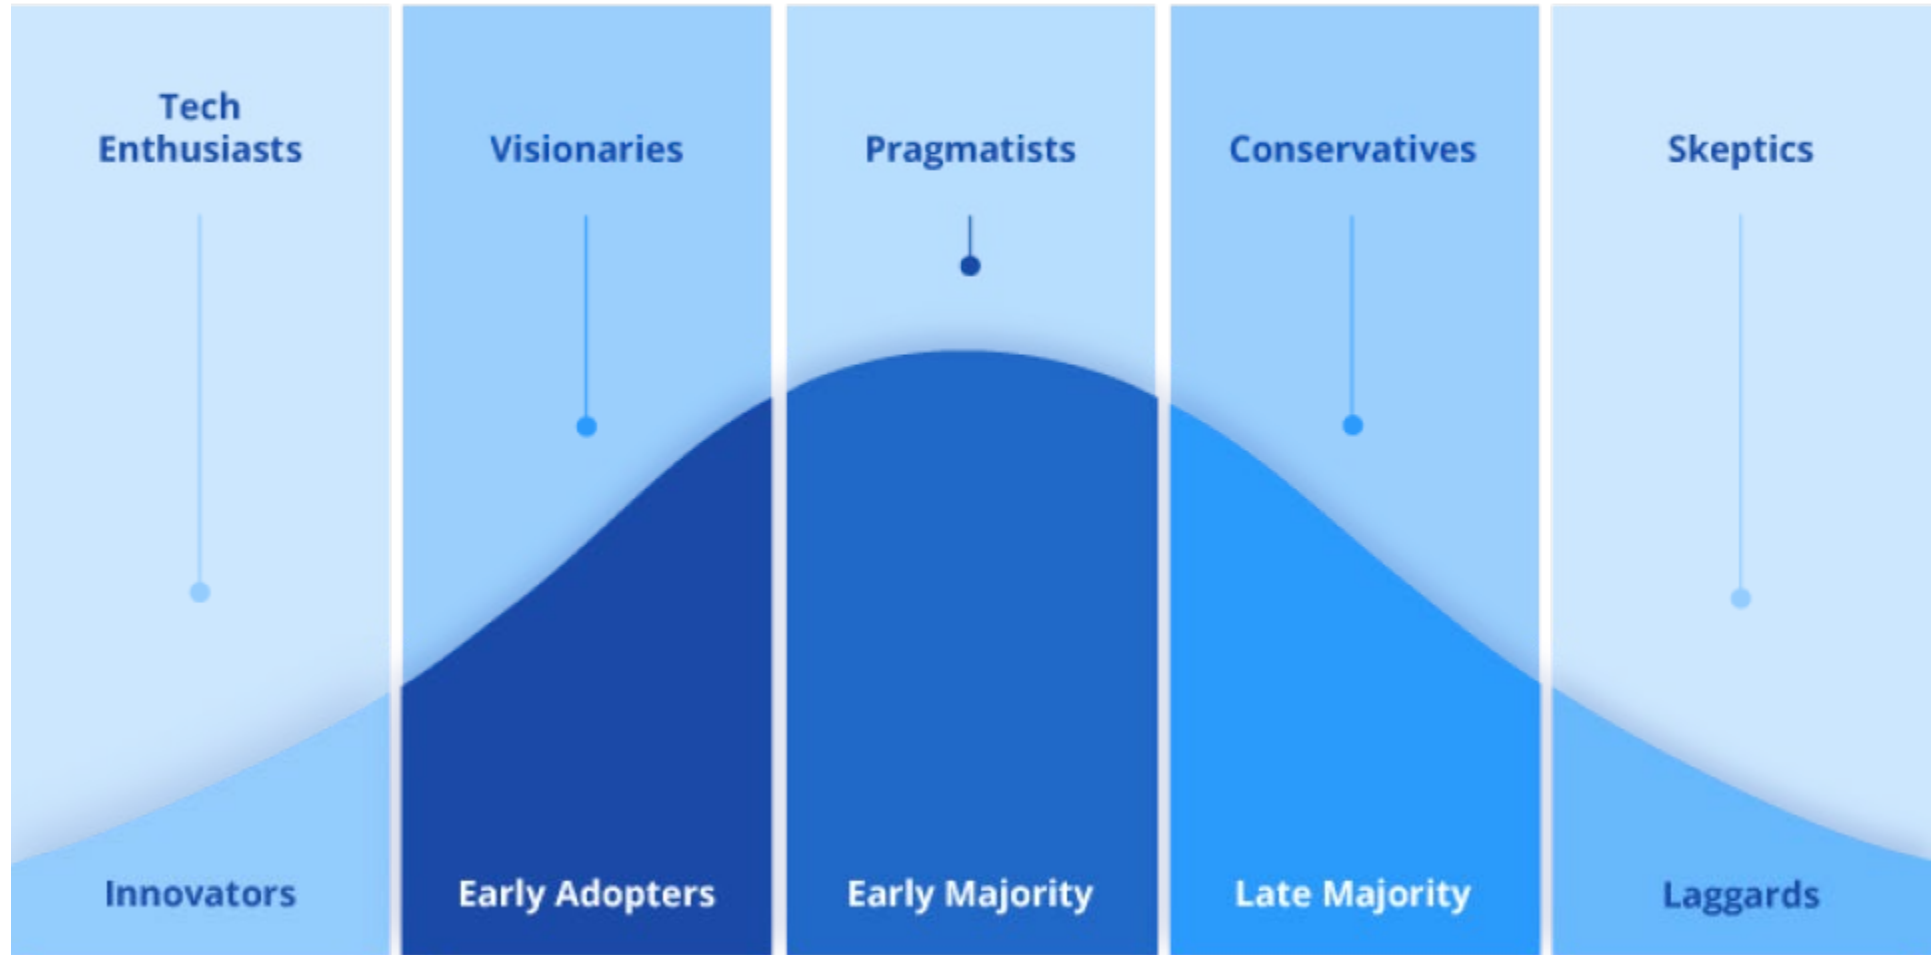 Tech
Enthusiasts
Visionaries
Pragmatists
Conservatives
Skeptics
Innovators
Early Adopters
Early Majority
Late Majority
Laggards